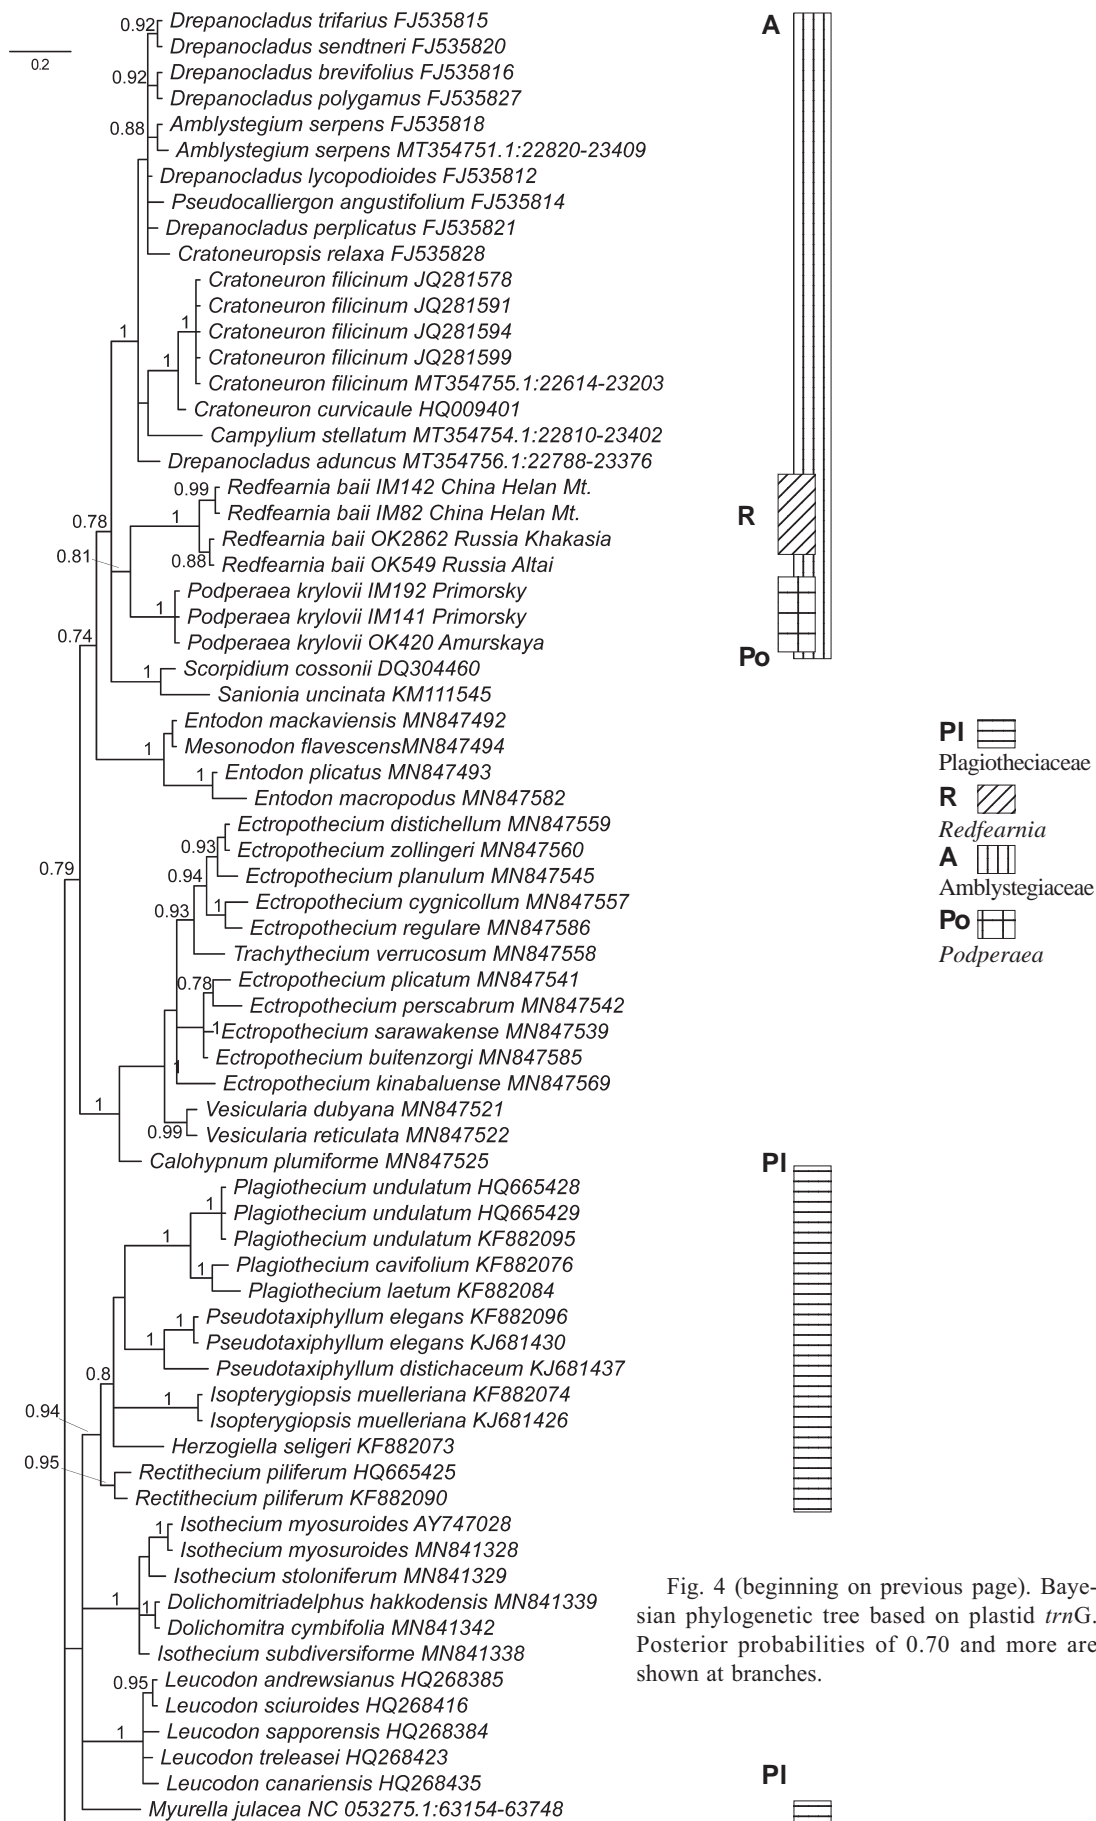 0.2
0.92
Drepanocladus trifarius FJ535815
A
Drepanocladus sendtneri FJ535820
0.92
Drepanocladus brevifolius FJ535816
Drepanocladus polygamus FJ535827
0.88
Amblystegium serpens FJ535818
Amblystegium serpens MT354751.1:22820-23409
Drepanocladus lycopodioides FJ535812
Pseudocalliergon angustifolium FJ535814
Drepanocladus perplicatus FJ535821
Cratoneuropsis relaxa FJ535828
Cratoneuron filicinum JQ281578
Cratoneuron filicinum JQ281591
1
1
Cratoneuron filicinum JQ281594
1
Cratoneuron filicinum JQ281599
Cratoneuron filicinum MT354755.1:22614-23203
Cratoneuron curvicaule HQ009401
Campylium stellatum MT354754.1:22810-23402
Drepanocladus aduncus MT354756.1:22788-23376
0.99
Redfearnia baii IM142 China Helan Mt.
0.78
1
Redfearnia baii IM82 China Helan Mt.
R
0.81
Redfearnia baii OK2862 Russia Khakasia
0.88
Redfearnia baii OK549 Russia Altai
Podperaea krylovii IM192 Primorsky
1
Podperaea krylovii IM141 Primorsky
0.74
Podperaea krylovii OK420 Amurskaya
Po
1
Scorpidium cossonii DQ304460
Sanionia uncinata KM111545
Entodon mackaviensis MN847492
1
Mesonodon flavescensMN847494
1
Entodon plicatus MN847493
Entodon macropodus MN847582
Pl
Plagiotheciaceae
R
Redfearnia
A
Amblystegiaceae
Po
Podperaea
Ectropothecium distichellum MN847559
0.93
Ectropothecium zollingeri MN847560
0.79
0.94
Ectropothecium planulum MN847545
0.93
1
Ectropothecium cygnicollum MN847557
Ectropothecium regulare MN847586
Trachythecium verrucosum MN847558
0.78
Ectropothecium plicatum MN847541
Ectropothecium perscabrum MN847542
1
Ectropothecium sarawakense MN847539
Ectropothecium buitenzorgi MN847585
1
Ectropothecium kinabaluense MN847569
1
Vesicularia dubyana MN847521
0.99
Vesicularia reticulata MN847522
Calohypnum plumiforme MN847525
Pl
Plagiothecium undulatum HQ665428
1
Plagiothecium undulatum HQ665429
1
Plagiothecium undulatum KF882095
1
Plagiothecium cavifolium KF882076
Plagiothecium laetum KF882084
1
Pseudotaxiphyllum elegans KF882096
1
Pseudotaxiphyllum elegans KJ681430
Pseudotaxiphyllum distichaceum KJ681437
0.8
1
Isopterygiopsis muelleriana KF882074
0.94
Isopterygiopsis muelleriana KJ681426
Herzogiella seligeri KF882073
0.95
Rectithecium piliferum HQ665425
Rectithecium piliferum KF882090
1
Isothecium myosuroides AY747028
Isothecium myosuroides MN841328
Isothecium stoloniferum MN841329
1
1
Dolichomitriadelphus hakkodensis MN841339
Dolichomitra cymbifolia MN841342
Isothecium subdiversiforme MN841338
0.95
Leucodon andrewsianus HQ268385
Leucodon sciuroides HQ268416
1
Leucodon sapporensis HQ268384
Leucodon treleasei HQ268423
Leucodon canariensis HQ268435
Myurella julacea NC 053275.1:63154-63748
Fig. 4 (beginning on previous page). Baye-
sian phylogenetic tree based on plastid trnG.
Posterior probabilities of 0.70 and more are
shown at branches.
Pl